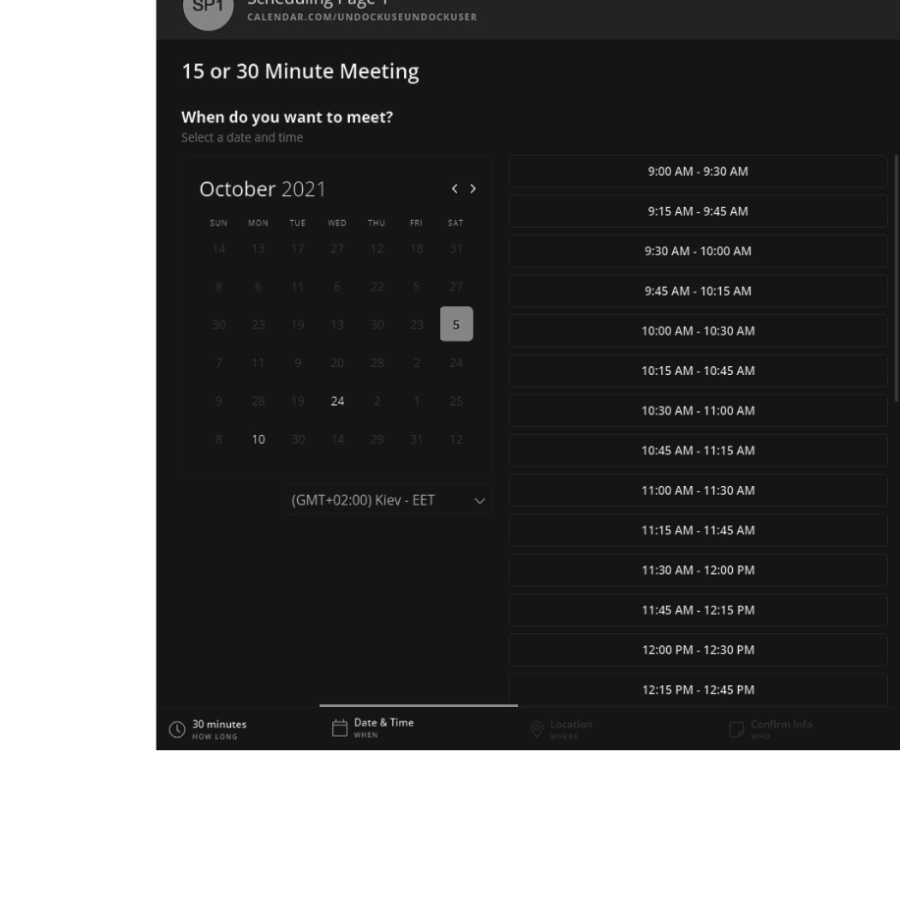 SP1
Scheduling Page 1
CALENDAR.COM/UNDOCKUSEUNDOCKUSER
15 or 30 Minute Meeting
When do you want to meet?
Select a date and time
October 2021
SUN MON TUE WED THU FRI SAT
14 13 17 27 12 18 31
8 6 11 6 22 5 27
30 23 19 13 30 23 5
7 11 9 20 28 2 24
9 28 19 24 2 1 25
8 10 30 14 29 31 12
(GMT+02:00) Kiev - EET
9:00 AM - 9:30 AM
9:15 AM - 9:45 AM
9:30 AM - 10:00 AM
9:45 AM - 10:15 AM
10:00 AM - 10:30 AM
10:15 AM - 10:45 AM
10:30 AM - 11:00 AM
10:45 AM - 11:15 AM
11:00 AM - 11:30 AM
11:15 AM - 11:45 AM
11:30 AM - 12:00 PM
11:45 AM - 12:15 PM
12:00 PM - 12:30 PM
12:15 PM - 12:45 PM
30 minutes
HOW LONG
Date & Time
WHEN
Location
WHERE
Confirm Info
WHO